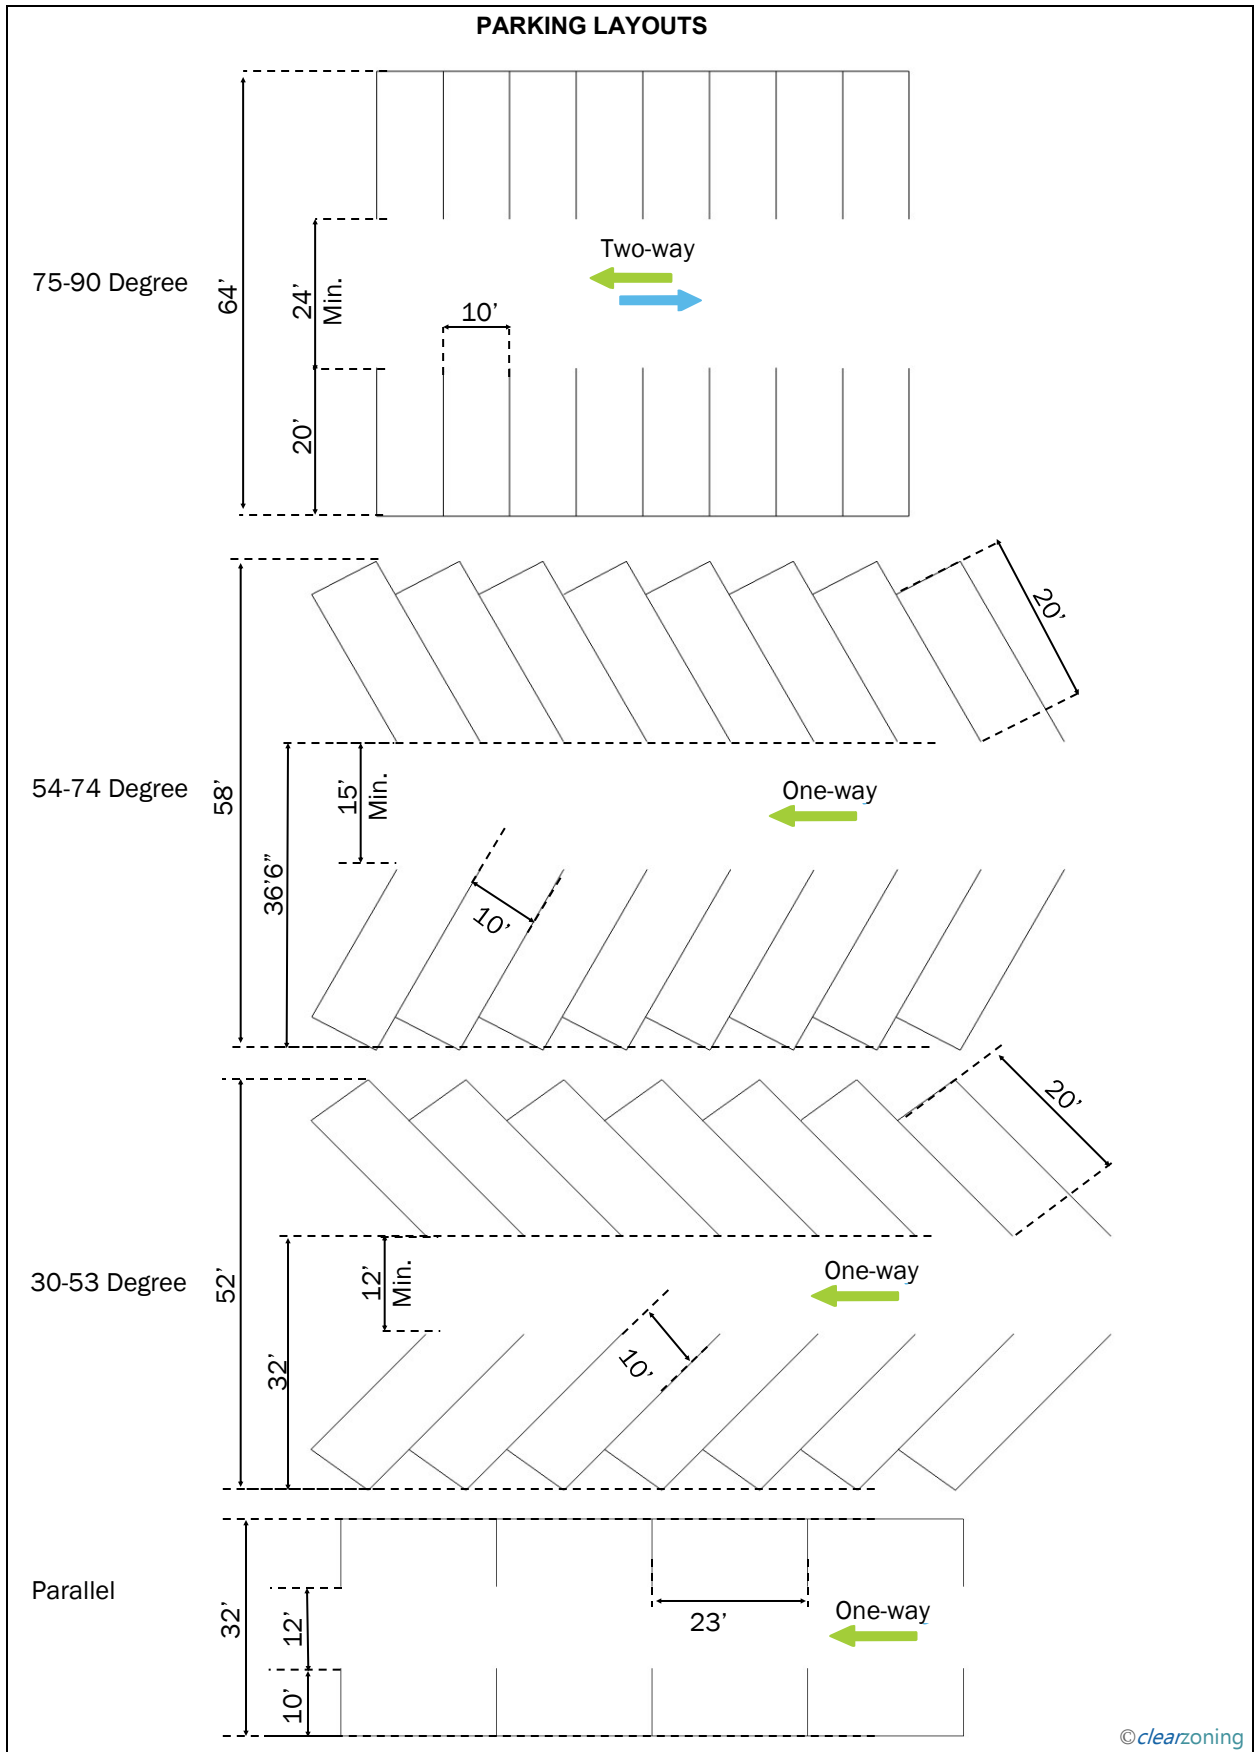 PARKING LAYOUTS
75-90 Degree
64’
24’
Min.
20’
10’
Two-way
54-74 Degree
58’
36’6”
15’
Min.
10’
20’
One-way
30-53 Degree
52’
32’
12’
Min.
10’
20’
One-way
Parallel
32’
12’
10’
23’
One-way
©clearzoning